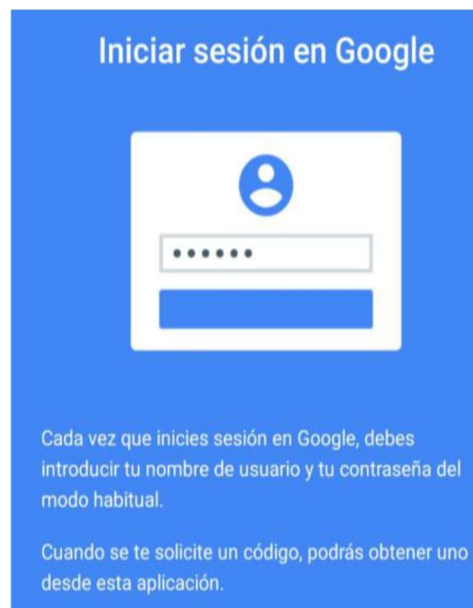 Iniciar sesión en Google
Cada vez que inicies sesión en Google, debes
introducir tu nombre de usuario y tu contraseña del
modo habitual.
Cuando se te solicite un código, podrás obtener uno
desde esta aplicación.